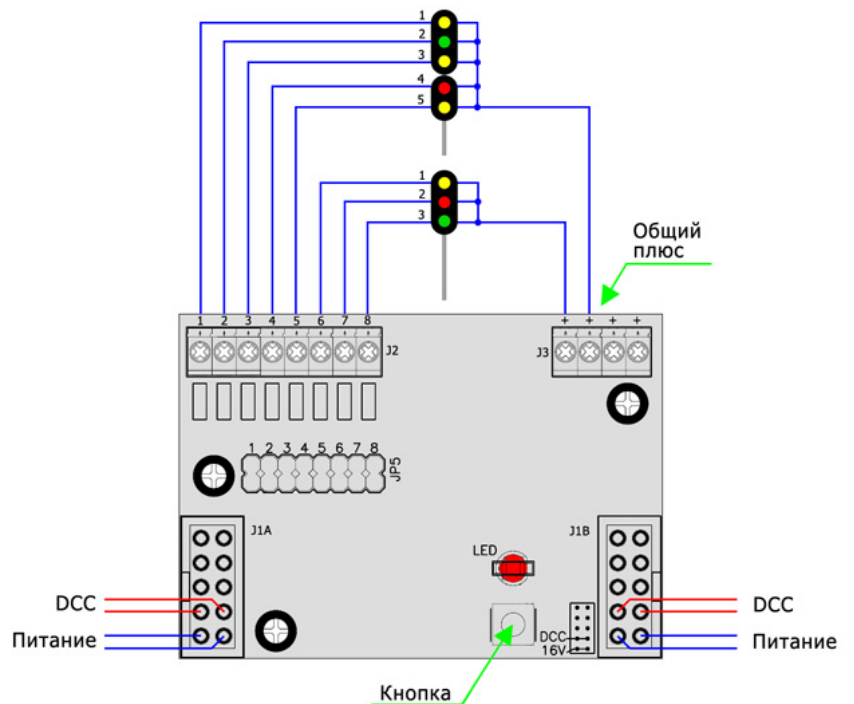 1
2
3
4
5
1
2
3
Общий
плюс
1 2 3 4 5 6 7 8
+ + + +
J2
J3
1 2 3 4 5 6 7 8
JP5
J1A
J1B
LED
DCC
DCC
Питание
Питание
DCC
16V
Кнопка